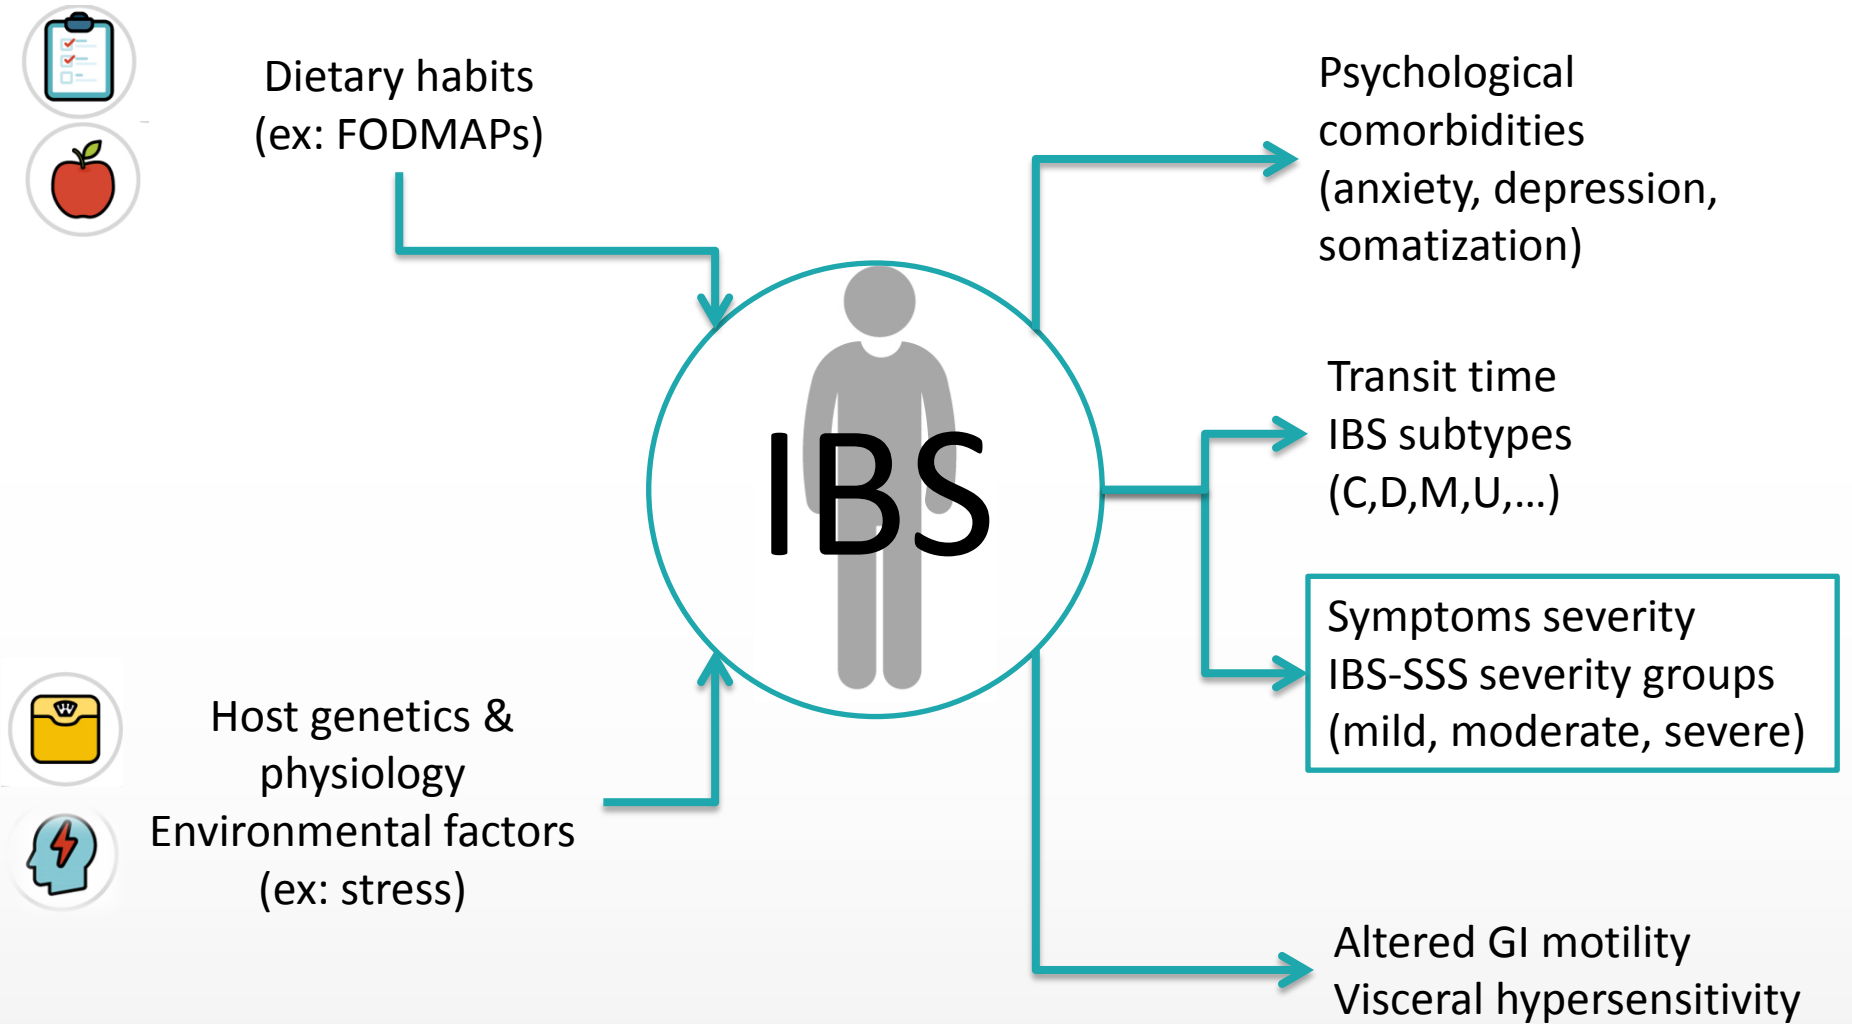 Dietary habits
(ex: FODMAPs)
Host genetics &
physiology
Environmental factors
(ex: stress)
IBS
Psychological
comorbidities
(anxiety, depression,
somatization)
Transit time
IBS subtypes
(C,D,M,U,...)
Symptoms severity
IBS-SSS severity groups
(mild, moderate, severe)
Altered GI motility
Visceral hypersensitivity